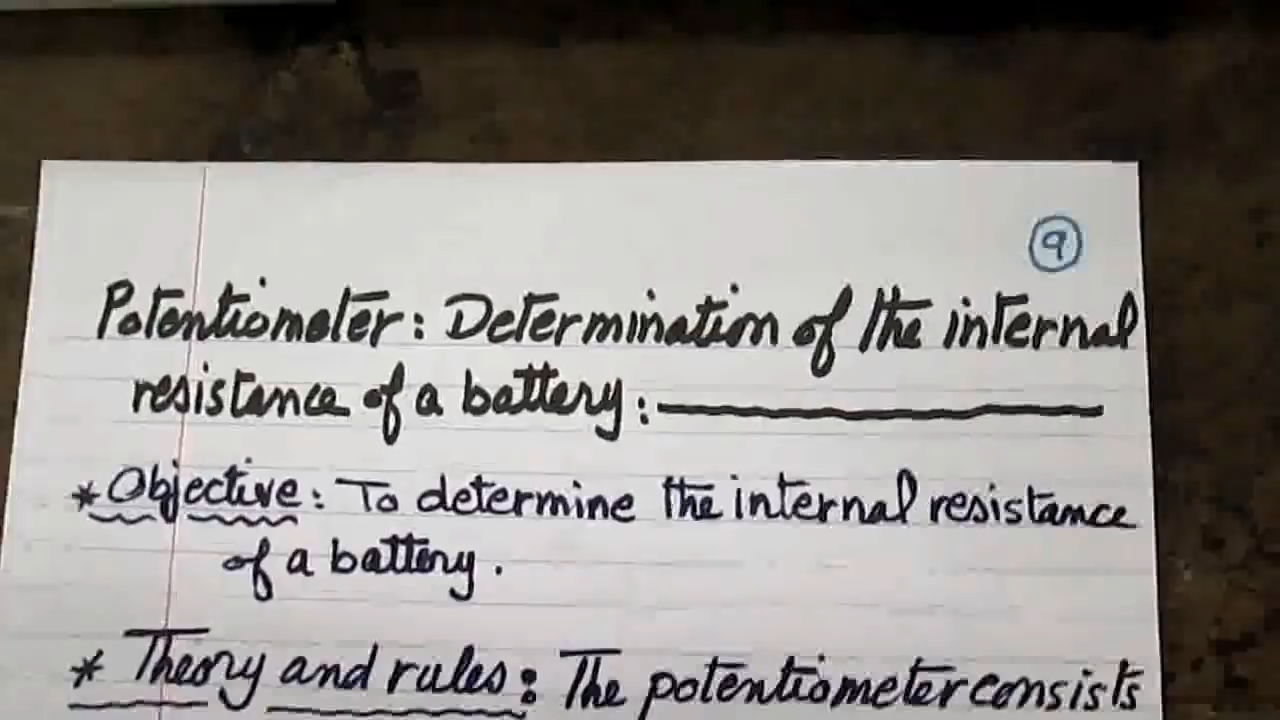 9
Potentiometer: Determination of the internal
resistance of a battery:
* Objective: To determine the internal resistance
of a battery.
* Theory and rules: The potentiometer consists